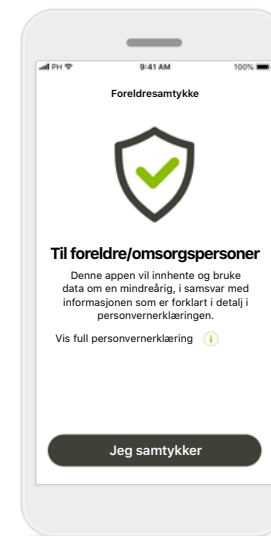 PH 9:41 AM 100%
Foreldresamtykke
Til foreldre/omsorgspersoner
Denne appen vil innhente og bruke
data om en mindreårig, i samsvar med
informasjonen som er forklart i detalj i
personvernerklæringen.
Vis full personvernerklæring
Jeg samtykker